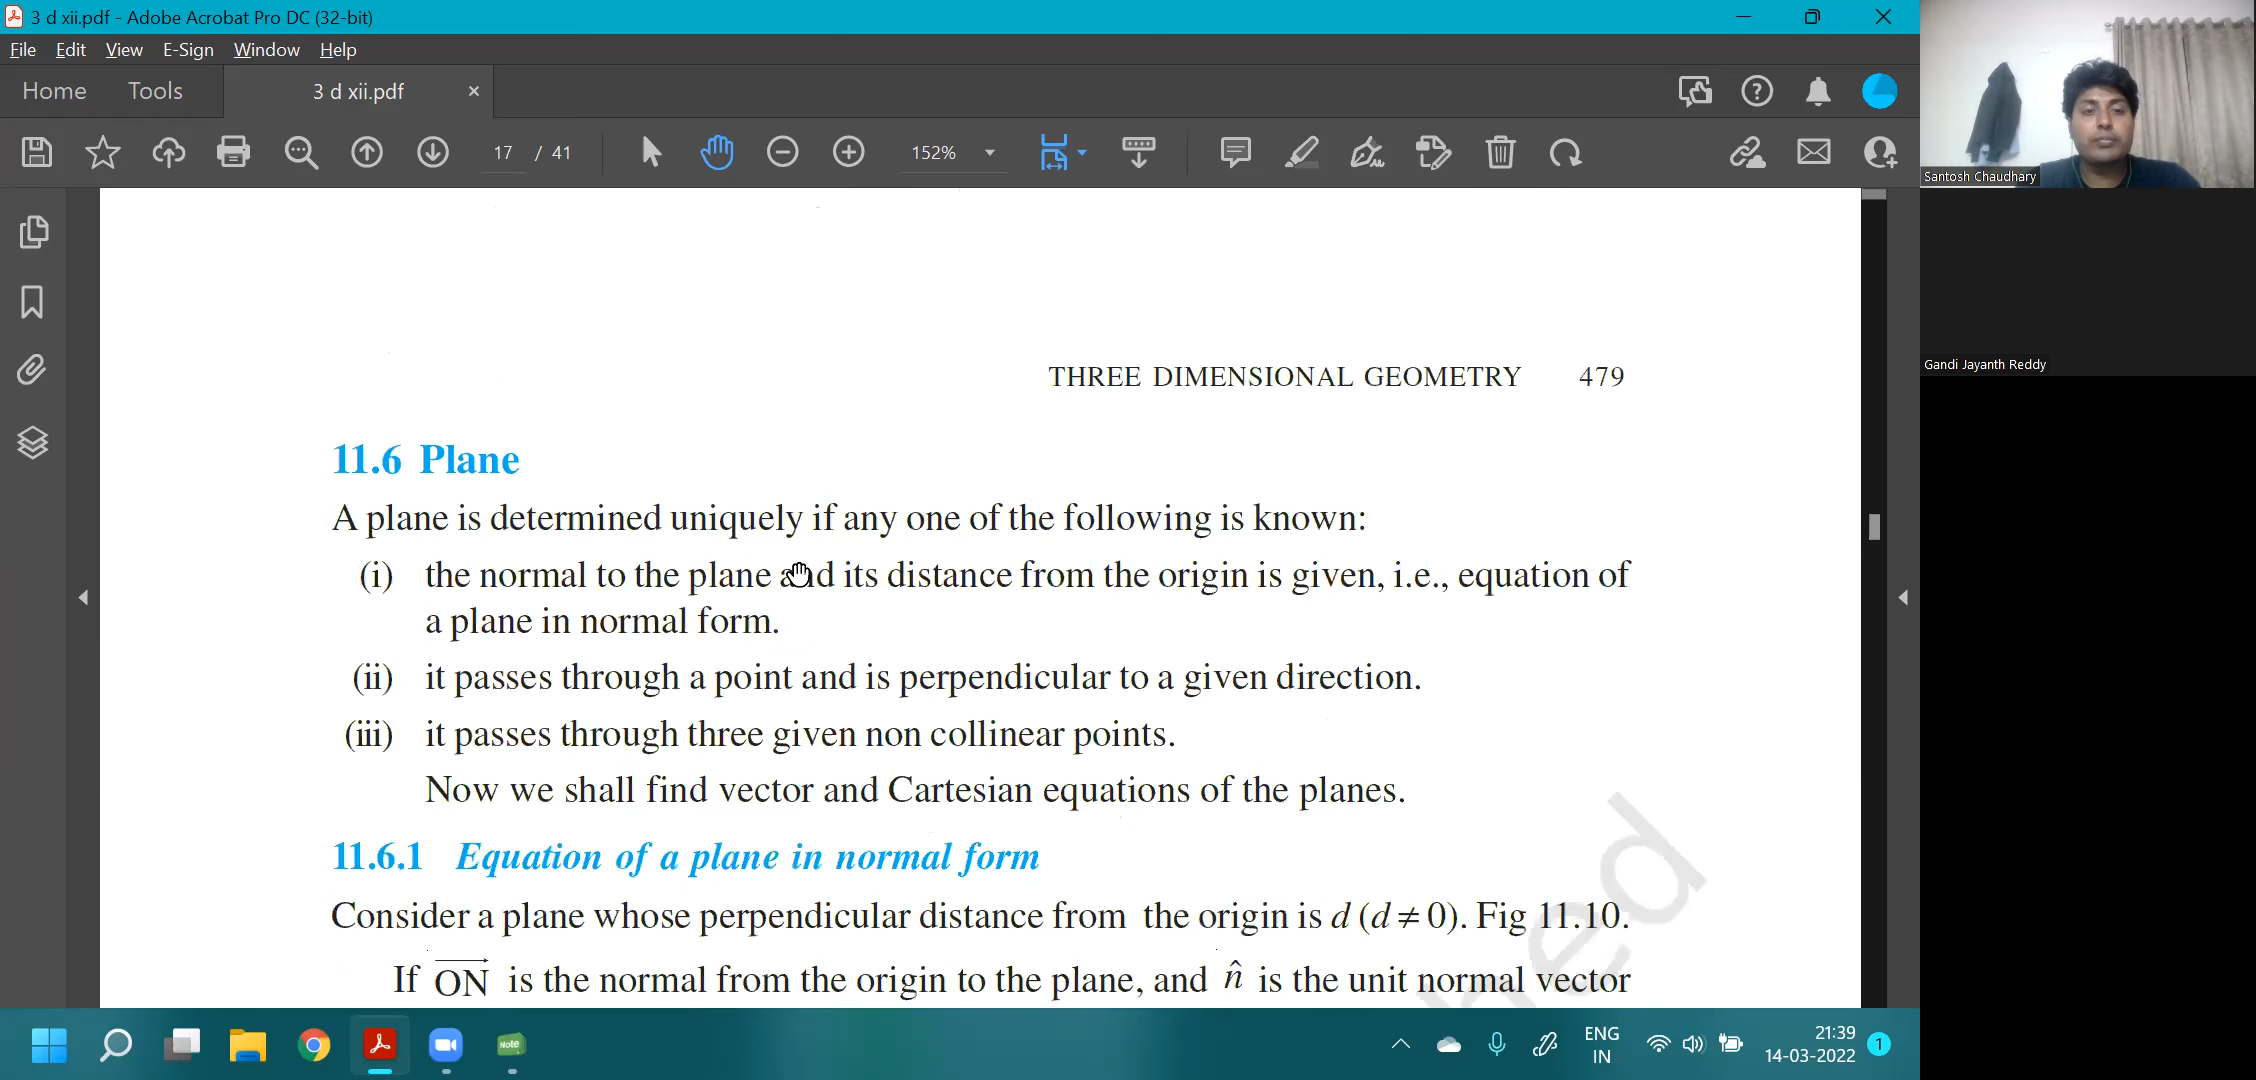 3 d xii.pdf - Adobe Acrobat Pro DC (32-bit)
File Edit View E-Sign Window Help
Home Tools 3 d xii.pdf ×
17 / 41 152%
Santosh Chaudhary
Gandi Jayanth Reddy
THREE DIMENSIONAL GEOMETRY 479
11.6 Plane
A plane is determined uniquely if any one of the following is known:
(i) the normal to the plane and its distance from the origin is given, i.e., equation of
a plane in normal form.
(ii) it passes through a point and is perpendicular to a given direction.
(iii) it passes through three given non collinear points.
Now we shall find vector and Cartesian equations of the planes.
11.6.1 Equation of a plane in normal form
Consider a plane whose perpendicular distance from the origin is d (d ≠ 0). Fig 11.10.
If \overrightarrow{ON} is the normal from the origin to the plane, and n̂ is the unit normal vector
hed
Note
ENG
IN
21:39
14-03-2022
1